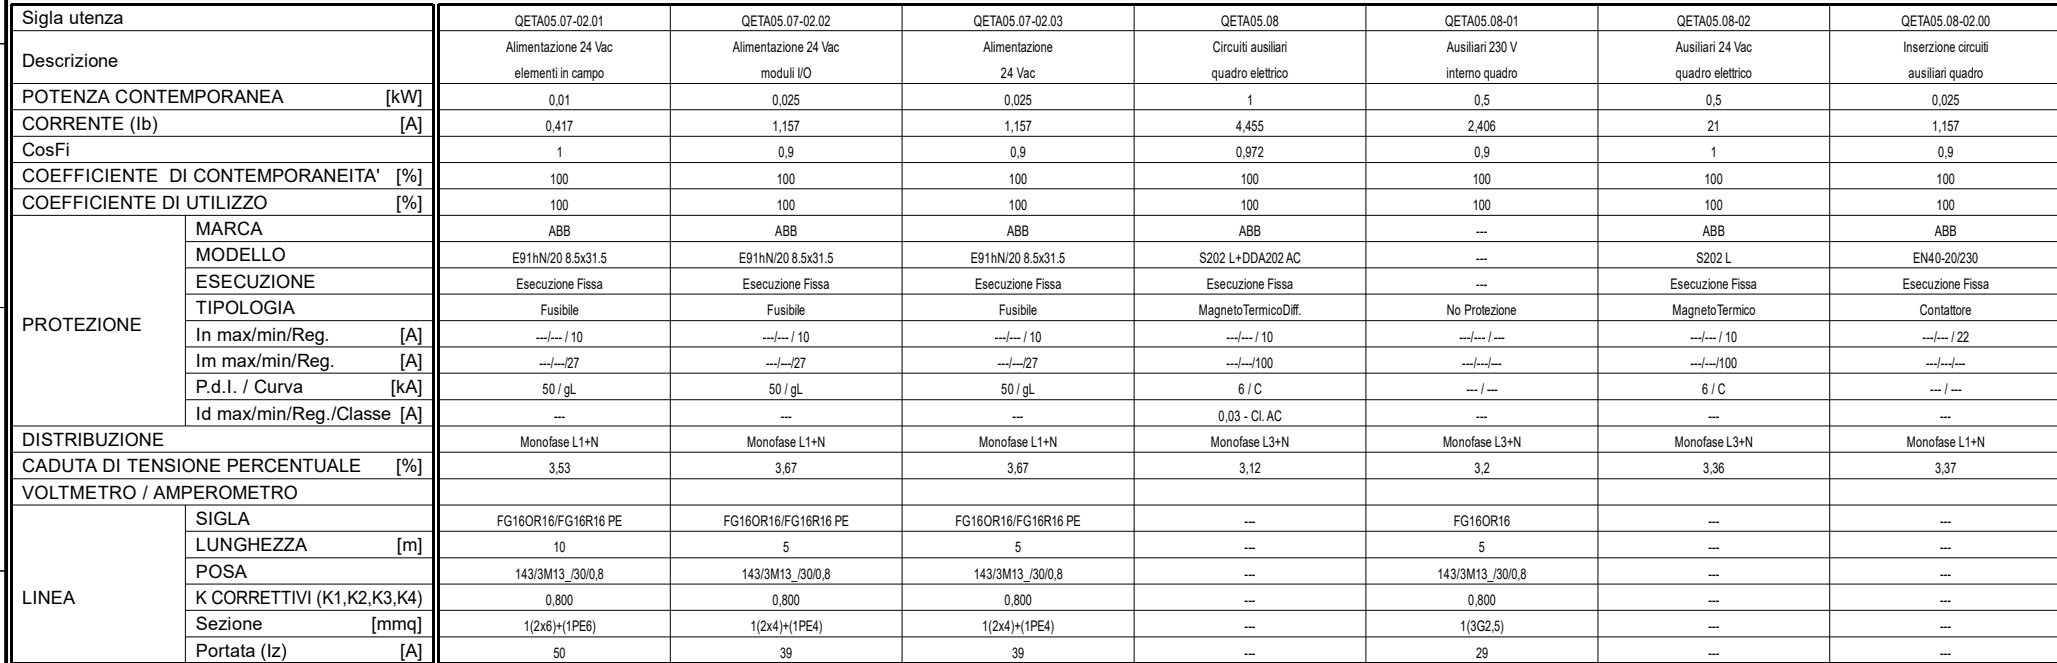 Sigla utenza QETA05.07-02.01 QETA05.07-02.02 QETA05.07-02.03 QETA05.08 QETA05.08-01 QETA05.08-02 QETA05.08-02.00
Descrizione Alimentazione 24 Vac elementi in campo Alimentazione 24 Vac moduli I/O Alimentazione 24 Vac Circuiti ausiliari quadro elettrico Ausiliari 230 V interno quadro Ausiliari 24 Vac quadro elettrico Inserzione circuiti ausiliari quadro
POTENZA CONTEMPORANEA [kW] 0,01 0,025 0,025 1 0,5 0,5 0,025
CORRENTE (Ib) [A] 0,417 1,157 1,157 4,455 2,406 21 1,157
CosFi 1 0,9 0,9 0,972 0,9 1 0,9
COEFFICIENTE DI CONTEMPORANEITA' [%] 100 100 100 100 100 100 100
COEFFICIENTE DI UTILIZZO [%] 100 100 100 100 100 100 100
PROTEZIONE
MARCA ABB ABB ABB ABB --- ABB ABB
MODELLO E91hN/20 8.5x31.5 E91hN/20 8.5x31.5 E91hN/20 8.5x31.5 S202 L+DDA202 AC --- S202 L EN40-20/230
ESECUZIONE Esecuzione Fissa Esecuzione Fissa Esecuzione Fissa Esecuzione Fissa --- Esecuzione Fissa Esecuzione Fissa
TIPOLOGIA Fusibile Fusibile Fusibile MagnetoTermicoDiff. No Protezione MagnetoTermico Contattore
In max/min/Reg. [A] ---/--- / 10 ---/--- / 10 ---/--- / 10 ---/--- / 10 ---/--- / --- ---/--- / 10 ---/--- / 22
Im max/min/Reg. [A] ---/---/27 ---/---/27 ---/---/27 ---/---/100 ---/---/--- ---/---/100 ---/---/---
P.d.I. / Curva [kA] 50 / gL 50 / gL 50 / gL 6 / C --- / --- 6 / C --- / ---
Id max/min/Reg./Classe [A] --- --- --- 0,03 - Cl. AC --- --- ---
DISTRIBUZIONE Monofase L1+N Monofase L1+N Monofase L1+N Monofase L3+N Monofase L3+N Monofase L3+N Monofase L1+N
CADUTA DI TENSIONE PERCENTUALE [%] 3,53 3,67 3,67 3,12 3,2 3,36 3,37
VOLTMETRO / AMPEROMETRO
LINEA
SIGLA FG16OR16/FG16R16 PE FG16OR16/FG16R16 PE FG16OR16/FG16R16 PE --- FG16OR16 --- ---
LUNGHEZZA [m] 10 5 5 --- 5 --- ---
POSA 143/3M13_/30/0,8 143/3M13_/30/0,8 143/3M13_/30/0,8 --- 143/3M13_/30/0,8 --- ---
K CORRETTIVI (K1,K2,K3,K4) 0,800 0,800 0,800 --- 0,800 --- ---
Sezione [mmq] 1(2x6)+(1PE6) 1(2x4)+(1PE4) 1(2x4)+(1PE4) --- 1(3G2,5) --- ---
Portata (Iz) [A] 50 39 39 --- 29 --- ---